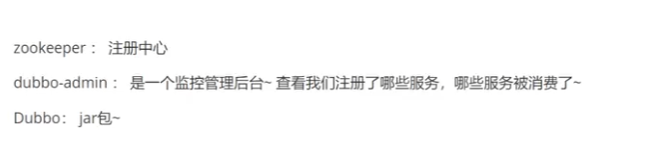 zookeeper： 注册中心
dubbo-admin： 是一个监控管理后台~ 查看我们注册了哪些服务，哪些服务被消费了~
Dubbo： jar包~